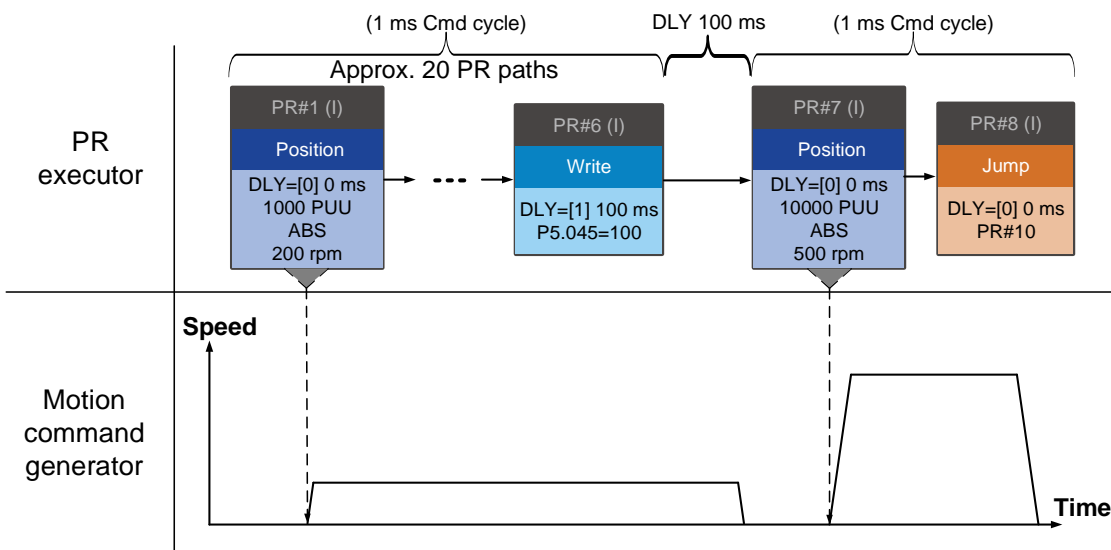 (1 ms Cmd cycle)
DLY 100 ms
(1 ms Cmd cycle)
Approx. 20 PR paths
PR
executor
PR#1 (I)
Position
DLY=[0] 0 ms
1000 PUU
ABS
200 rpm
PR#6 (I)
Write
DLY=[1] 100 ms
P5.045=100
PR#7 (I)
Position
DLY=[0] 0 ms
10000 PUU
ABS
500 rpm
PR#8 (I)
Jump
DLY=[0] 0 ms
PR#10
Motion
command
generator
Speed
Time